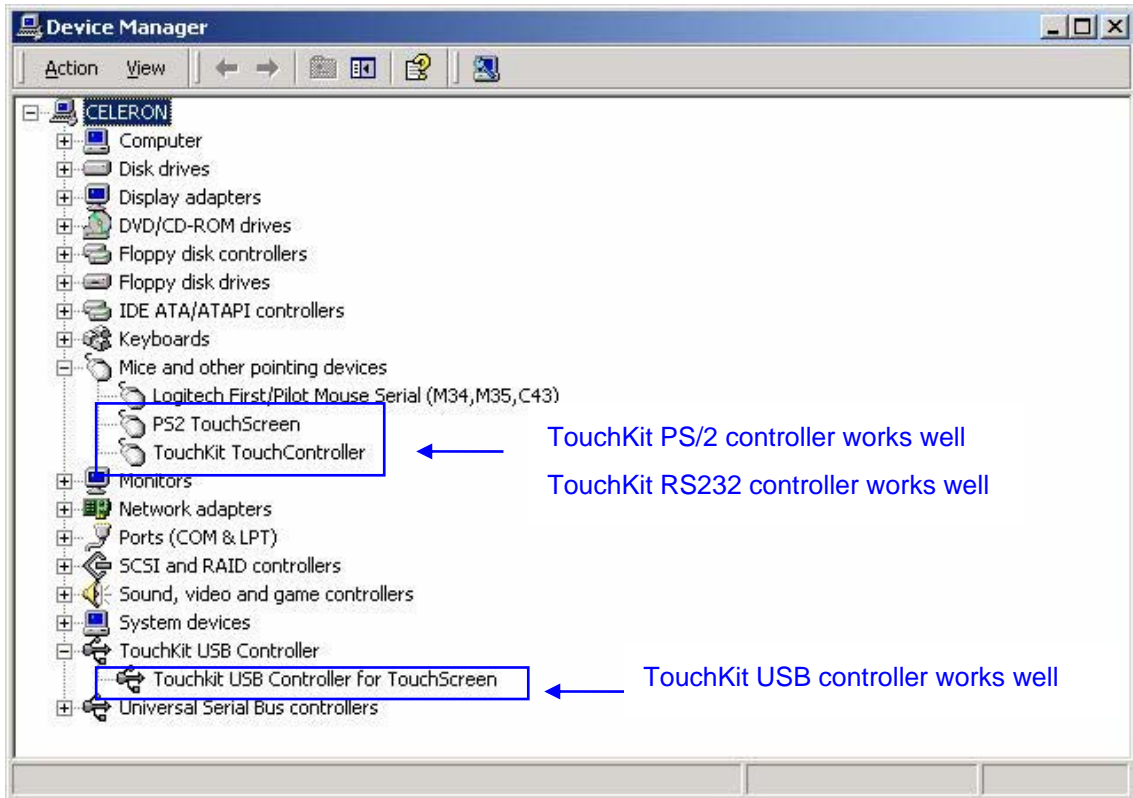 Device Manager
Action View
CELERON
Computer
Disk drives
Display adapters
DVD/CD-ROM drives
Floppy disk controllers
Floppy disk drives
IDE ATA/ATAPI controllers
Keyboards
Mice and other pointing devices
Logitech First/Pilot Mouse Serial (M34,M35,C43)
PS2 TouchScreen
TouchKit TouchController
TouchKit PS/2 controller works well
TouchKit RS232 controller works well
Monitors
Network adapters
Ports (COM & LPT)
SCSI and RAID controllers
Sound, video and game controllers
System devices
TouchKit USB Controller
Touchkit USB Controller for TouchScreen
TouchKit USB controller works well
Universal Serial Bus controllers